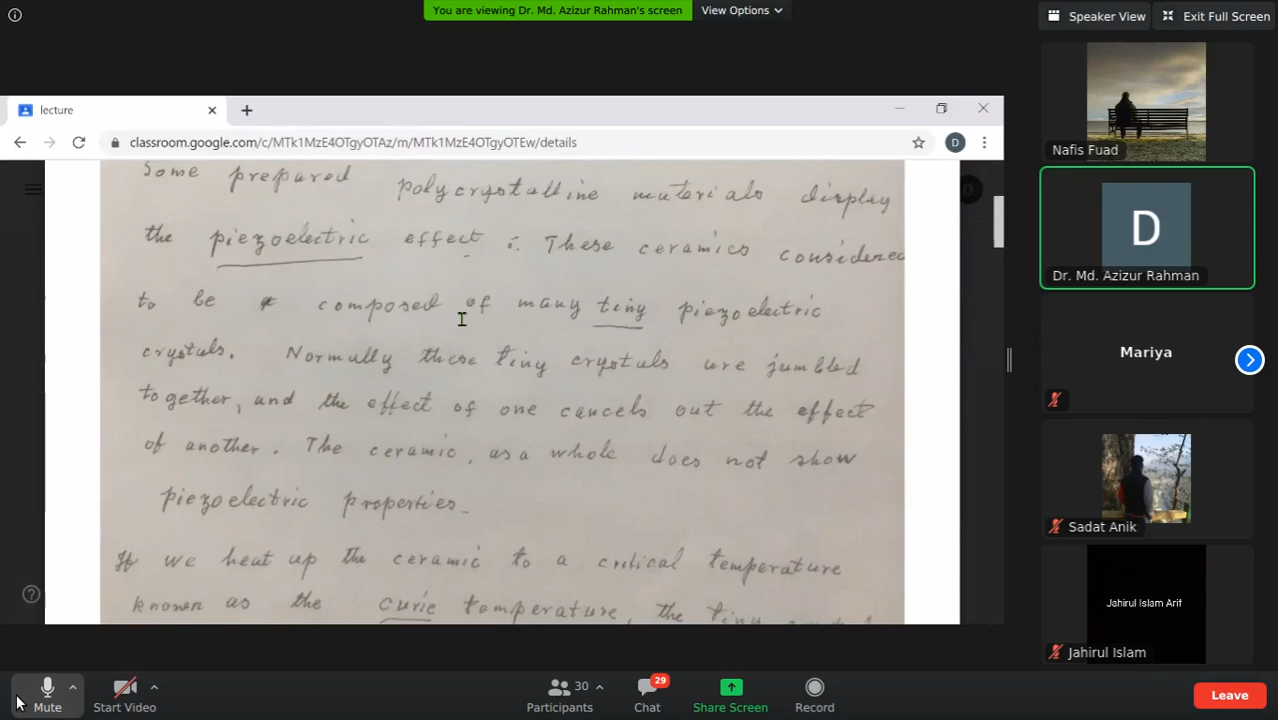 You are viewing Dr. Md. Azizur Rahman's screen
View Options
Speaker View
Exit Full Screen
lecture
classroom.google.com/c/MTk1MzE4OTgyOTAz/m/MTk1MzE4OTgyOTEw/details
D
Some prepared polycrystalline materials display
the piezoelectric effect. These ceramics considered
to be composed of many tiny piezoelectric
crystals. Normally these tiny crystals are jumbled
together, and the effect of one cancels out the effect
of another. The ceramic, as a whole does not show
piezoelectric properties.
If we heat up the ceramic to a critical temperature
known as the curie temperature, the tiny
Nafis Fuad
D
Dr. Md. Azizur Rahman
Mariya
Sadat Anik
Jahirul Islam Arif
Jahirul Islam
Mute
Start Video
30
Participants
29
Chat
Share Screen
Record
Leave